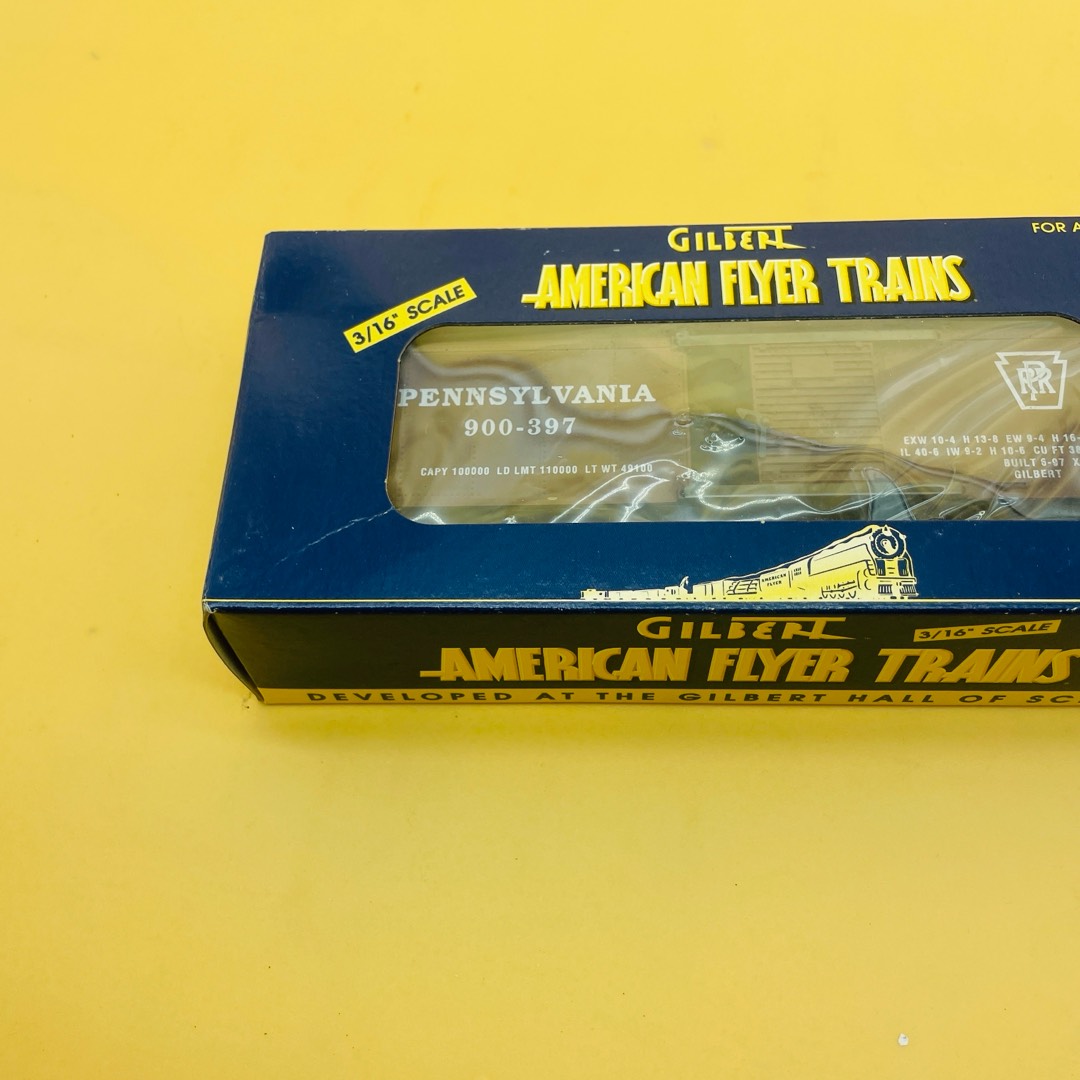 GILBERT
FOR A
AMERICAN FLYER TRAINS
3/16" SCALE
PENNSYLVANIA
900-397
CAPY 100000 LD LMT 110000 LT WT 49100
PRR
EXW 10-4 H 13-8 EW 9-4 H 16-
IL 40-6 IW 9-2 H 10-6 CU FT 38
BUILT 5-97 X
GILBERT
AMERICAN FLYER
GILBERT
3/16" SCALE
AMERICAN FLYER TRAINS
DEVELOPED AT THE GILBERT HALL OF SC